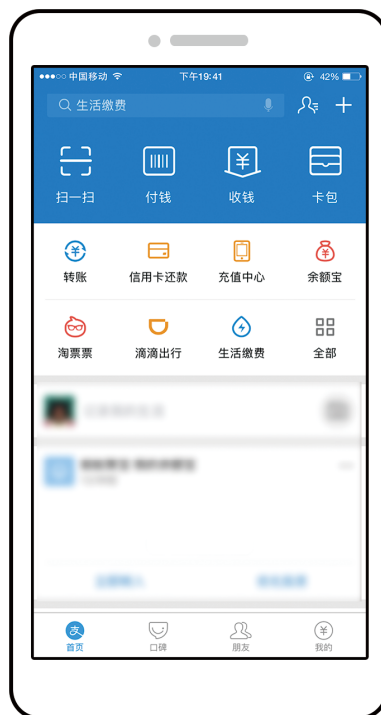 中国移动 下午19:41 42%
生活缴费
扫一扫 付钱 收钱 卡包
转账 信用卡还款 充值中心 余额宝
淘票票 滴滴出行 生活缴费 全部
支
首页 口碑 朋友 我的